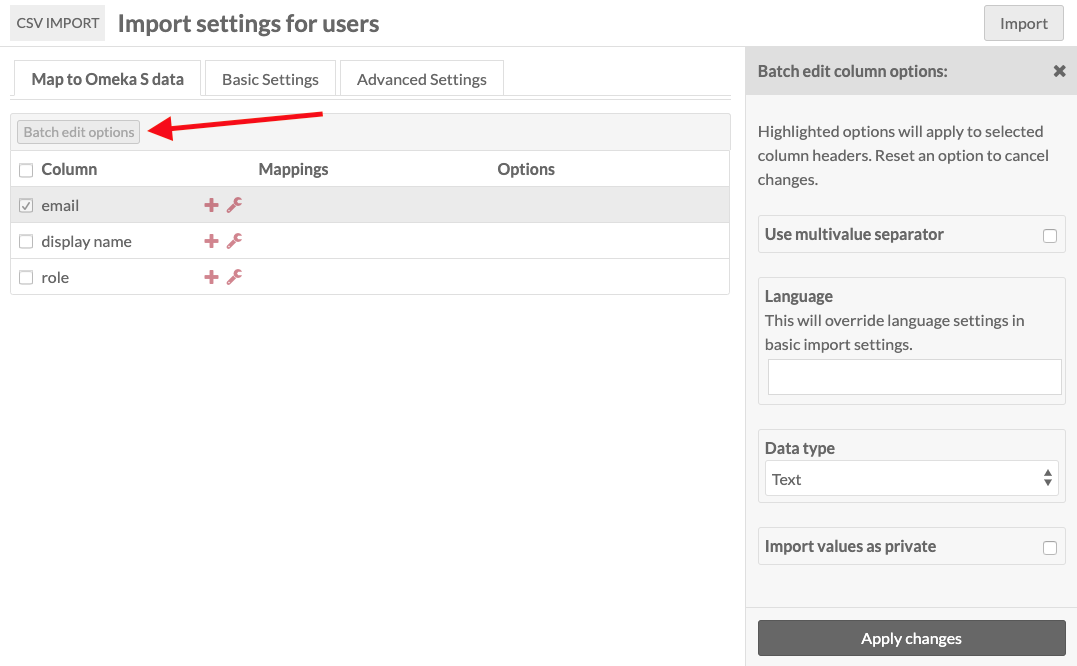 CSV IMPORT Import settings for users Import
Map to Omeka S data Basic Settings Advanced Settings
Batch edit options
Column Mappings Options
email
display name
role
Batch edit column options:
Highlighted options will apply to selected
column headers. Reset an option to cancel
changes.
Use multivalue separator
Language
This will override language settings in
basic import settings.
Data type
Text
Import values as private
Apply changes